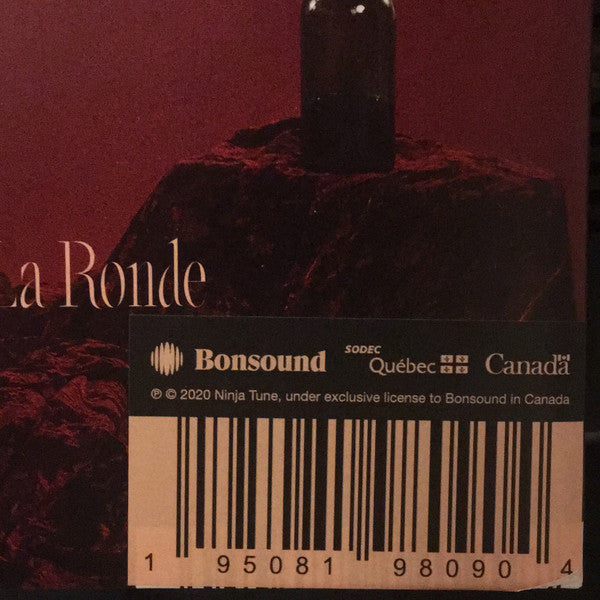 La Ronde
Bonsound
SODEC
Québec
Canada
℗ © 2020 Ninja Tune, under exclusive license to Bonsound in Canada
1 95081 98090 4